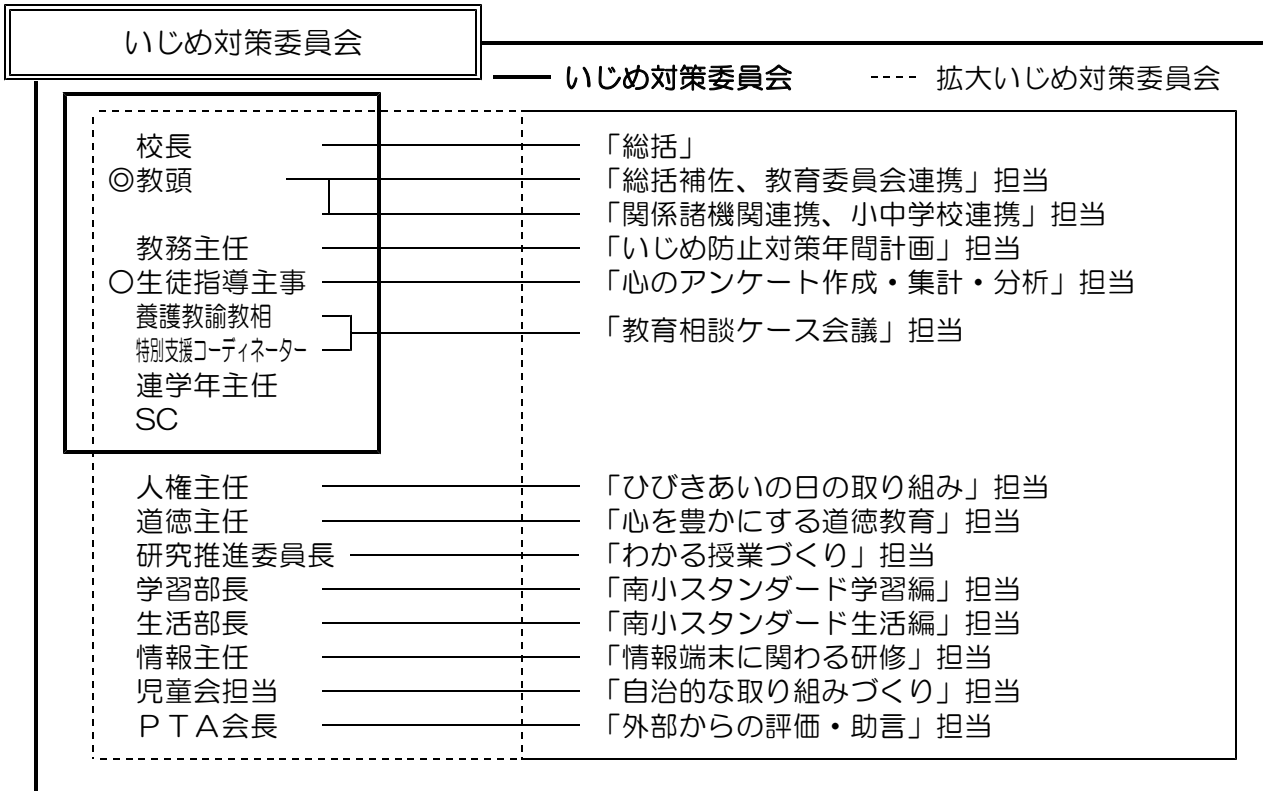 いじめ対策委員会
いじめ対策委員会 拡大いじめ対策委員会
校長 「総括」
◎教頭 「総括補佐、教育委員会連携」担当
「関係諸機関連携、小中学校連携」担当
教務主任 「いじめ防止対策年間計画」担当
○生徒指導主事 「心のアンケート作成・集計・分析」担当
養護教諭教相
「教育相談ケース会議」担当
特別支援コーディネーター
連学年主任
SC
人権主任 「ひびきあいの日の取り組み」担当
道徳主任 「心を豊かにする道徳教育」担当
研究推進委員長 「わかる授業づくり」担当
学習部長 「南小スタンダード学習編」担当
生活部長 「南小スタンダード生活編」担当
情報主任 「情報端末に関わる研修」担当
児童会担当 「自治的な取り組みづくり」担当
PTA会長 「外部からの評価・助言」担当